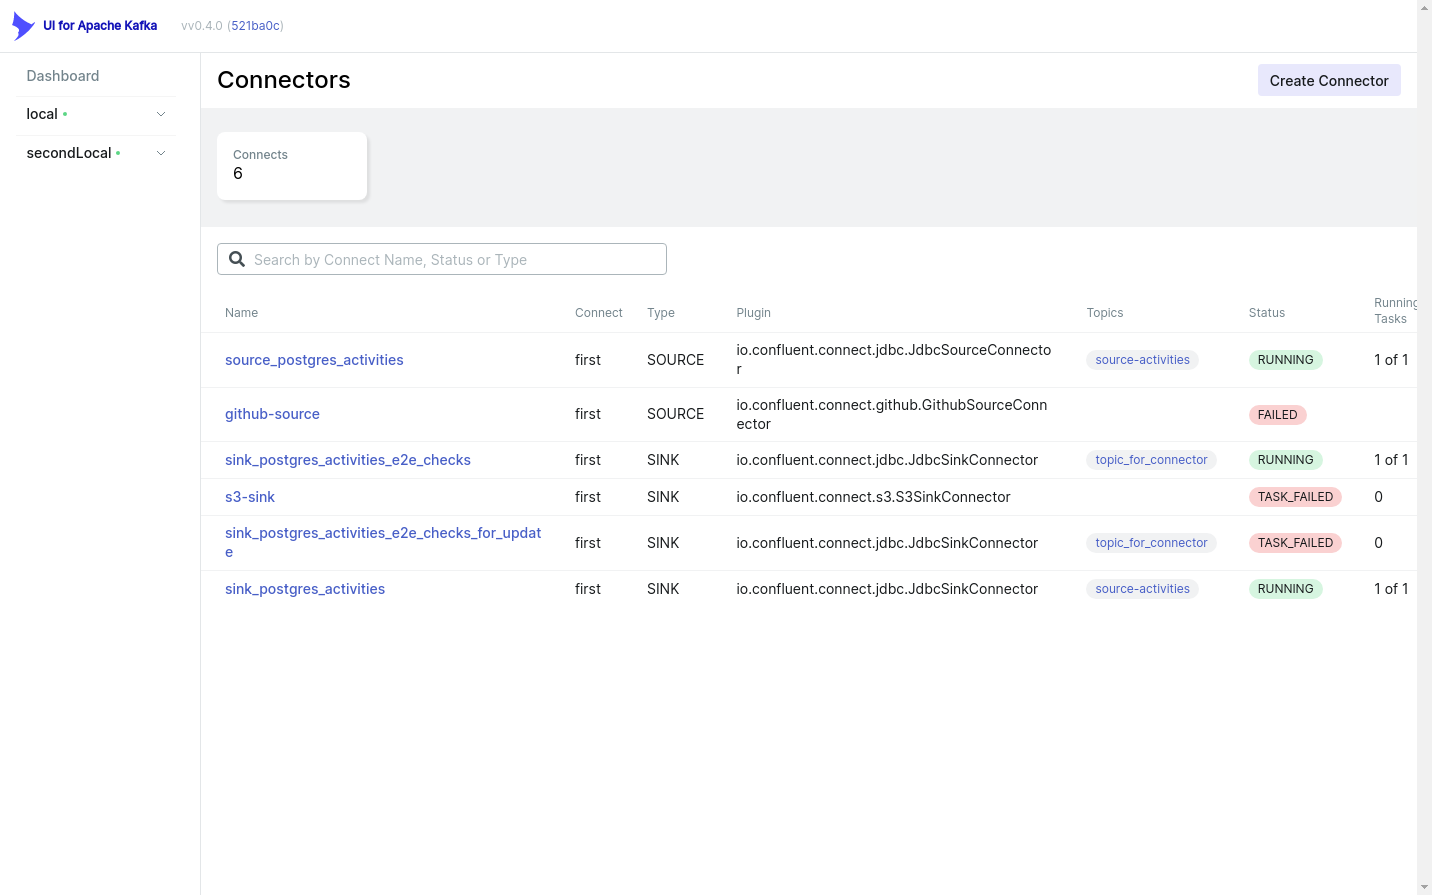 UI for Apache Kafka vv0.4.0 (521ba0c)
Dashboard
local
secondLocal
Connectors
Create Connector
Connects
6
Search by Connect Name, Status or Type
Name Connect Type Plugin Topics Status Running
Tasks
source_postgres_activities first SOURCE io.confluent.connect.jdbc.JdbcSourceConnecto
r source-activities RUNNING 1 of 1
github-source first SOURCE io.confluent.connect.github.GithubSourceConn
ector FAILED
sink_postgres_activities_e2e_checks first SINK io.confluent.connect.jdbc.JdbcSinkConnector topic_for_connector RUNNING 1 of 1
s3-sink first SINK io.confluent.connect.s3.S3SinkConnector TASK_FAILED 0
sink_postgres_activities_e2e_checks_for_updat
e first SINK io.confluent.connect.jdbc.JdbcSinkConnector topic_for_connector TASK_FAILED 0
sink_postgres_activities first SINK io.confluent.connect.jdbc.JdbcSinkConnector source-activities RUNNING 1 of 1